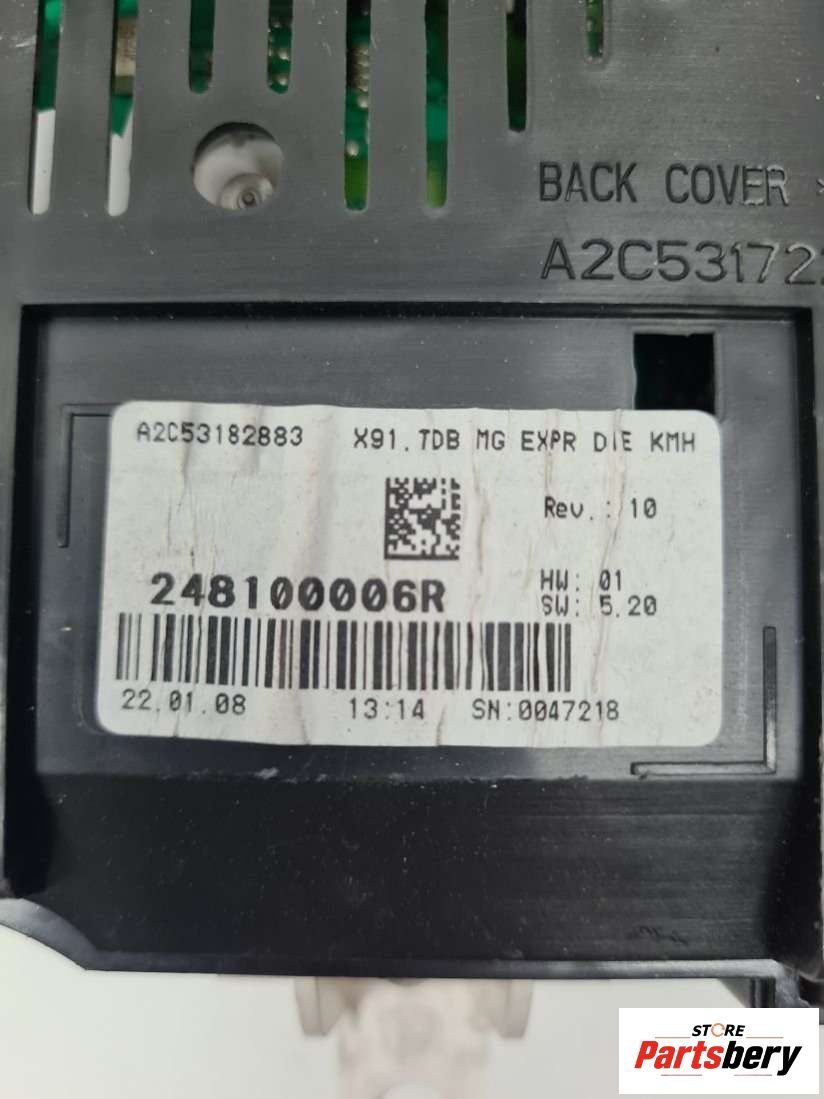 BACK COVER
A2C531722
A2C53182883 X91.TDB MG EXPR DIE KMH
Rev.: 10
248100006R
HW: 01
SW: 5.20
22.01.08 13:14 SN:0047218
STORE
Partsbery